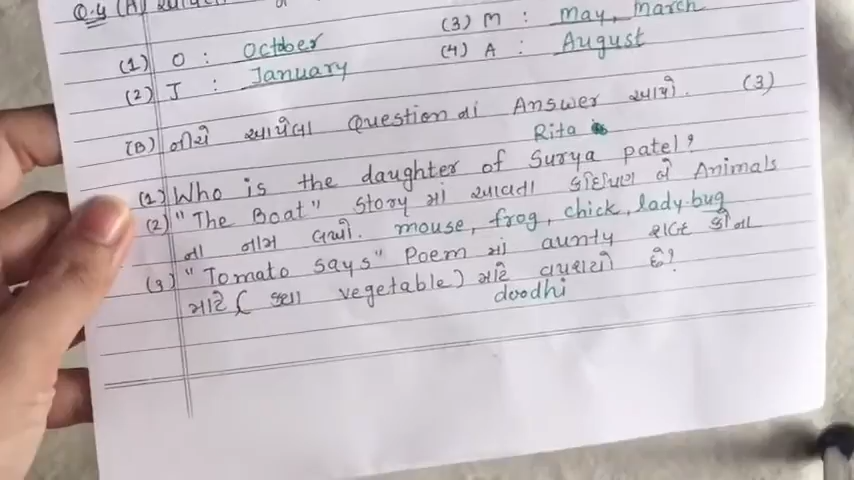 Q.4 (A)
(1) O : October (3) M : May, March
(2) J : January (4) A : August
(B) નીચે આપેલા Question નાં Answer આપો. (3)
Rita
(1) Who is the daughter of Surya patel?
(2) "The Boat" Story માં આવતા કોઈપણ બે Animals
ના નામ લખો. mouse, frog, chick, lady-bug
(3) "Tomato says" Poem માં aunty શબ્દ કોના
માટે ( કયા vegetable) માટે વપરાયો છે?
doodhi